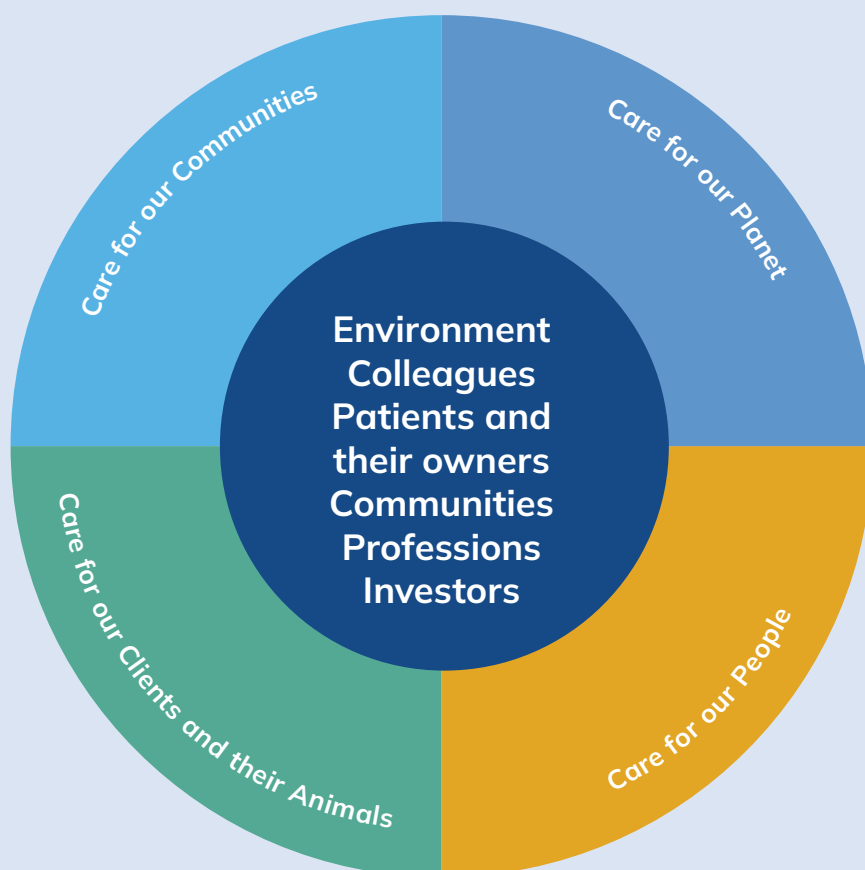 Care for our Communities
Care for our Planet
Environment
Colleagues
Patients and
their owners
Communities
Professions
Investors
Care for our Clients and their Animals
Care for our People